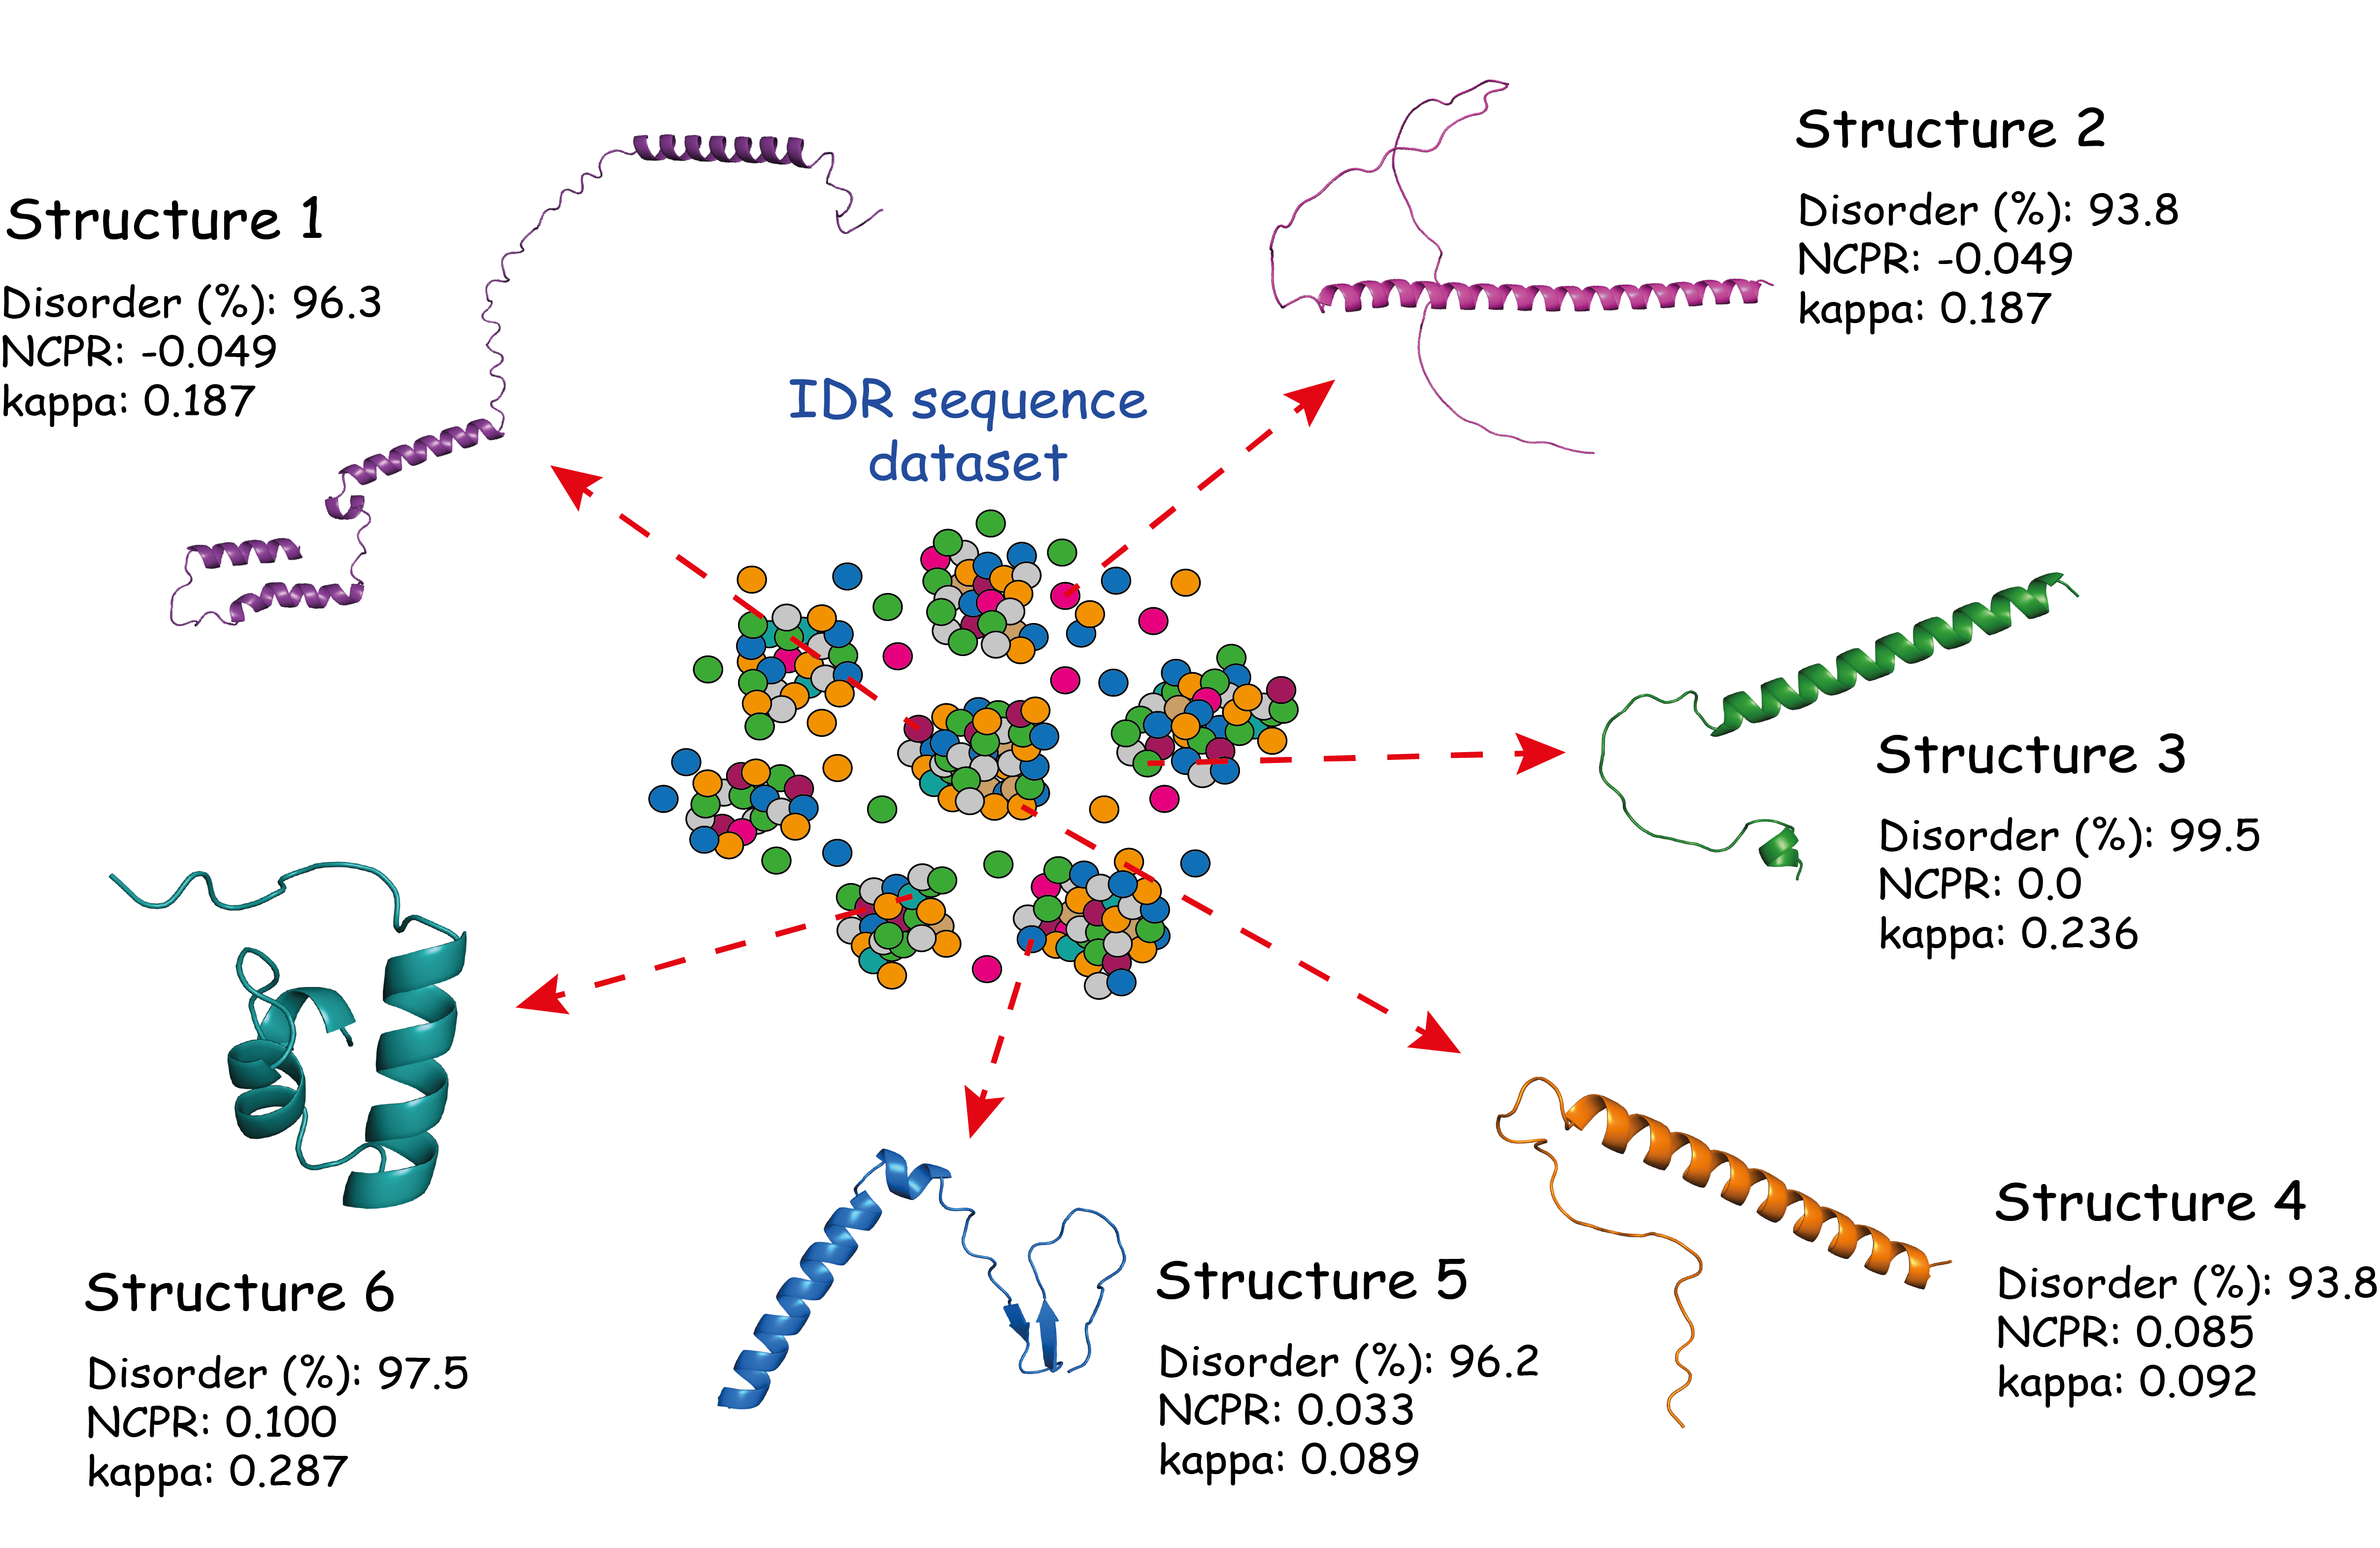 Structure 1
Disorder (%): 96.3
NCPR: -0.049
kappa: 0.187
Structure 2
Disorder (%): 93.8
NCPR: -0.049
kappa: 0.187
IDR sequence
dataset
Structure 3
Disorder (%): 99.5
NCPR: 0.0
kappa: 0.236
Structure 4
Disorder (%): 93.8
NCPR: 0.085
kappa: 0.092
Structure 5
Disorder (%): 96.2
NCPR: 0.033
kappa: 0.089
Structure 6
Disorder (%): 97.5
NCPR: 0.100
kappa: 0.287